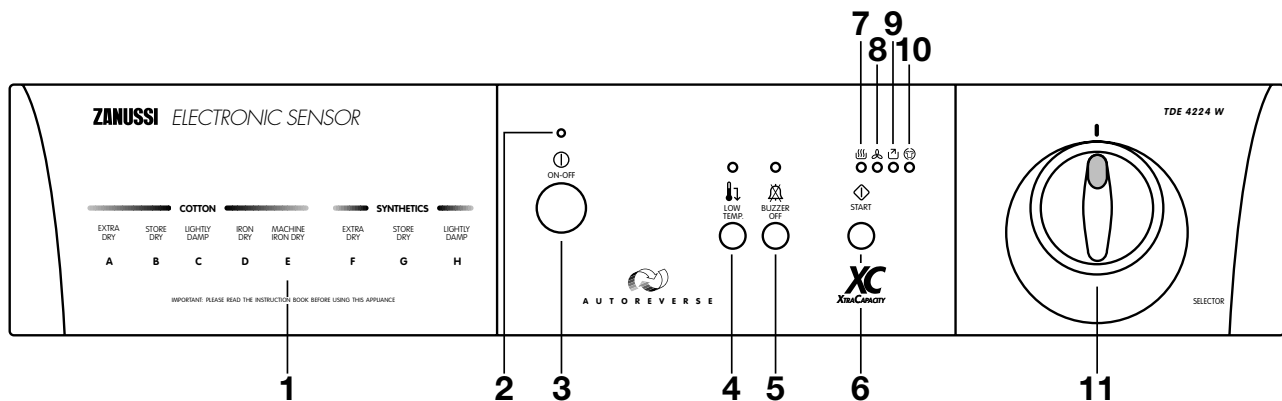 7 9
8 10
ZANUSSI ELECTRONIC SENSOR
TDE 4224 W
ON-OFF
COTTON SYNTHETICS
LOW TEMP.
BUZZER OFF
START
EXTRA DRY
STORE DRY
LIGHTLY DAMP
IRON DRY
MACHINE IRON DRY
EXTRA DRY
STORE DRY
LIGHTLY DAMP
A B C D E F G H
IMPORTANT: PLEASE READ THE INSTRUCTION BOOK BEFORE USING THIS APPLIANCE
AUTOREVERSE
XC
XTRACAPACITY
SELECTOR
1 2 3 4 5 6 11